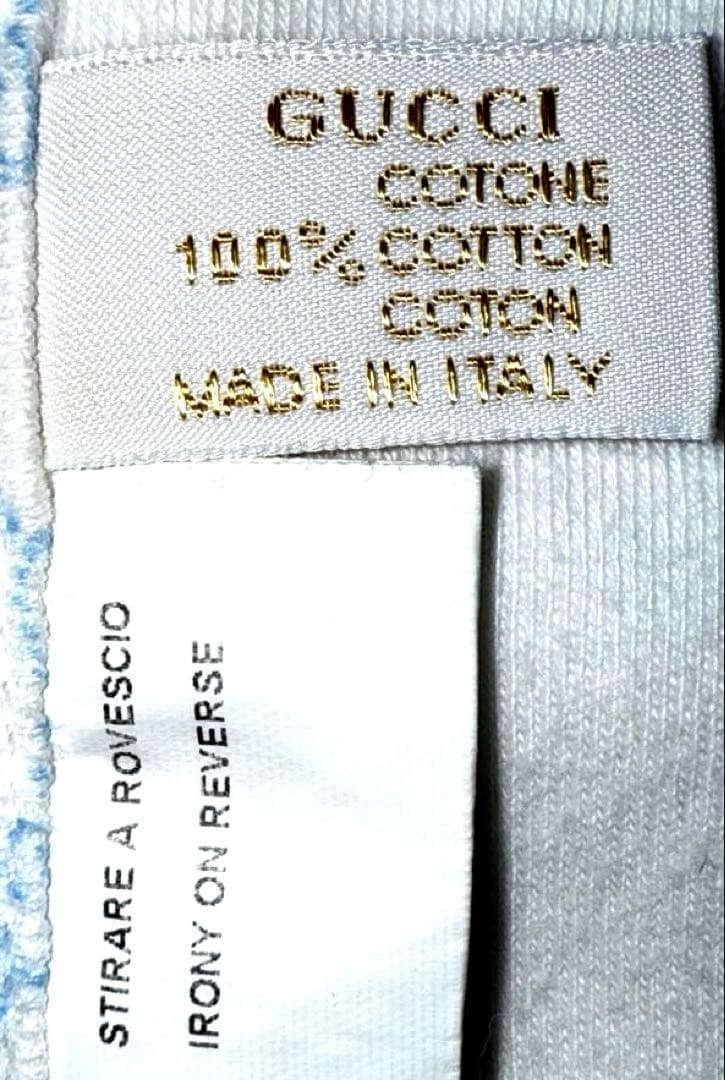 GUCCI
COTONE
100% COTTON
COTON
MADE IN ITALY
STIRARE A ROVESCIO
IRONY ON REVERSE